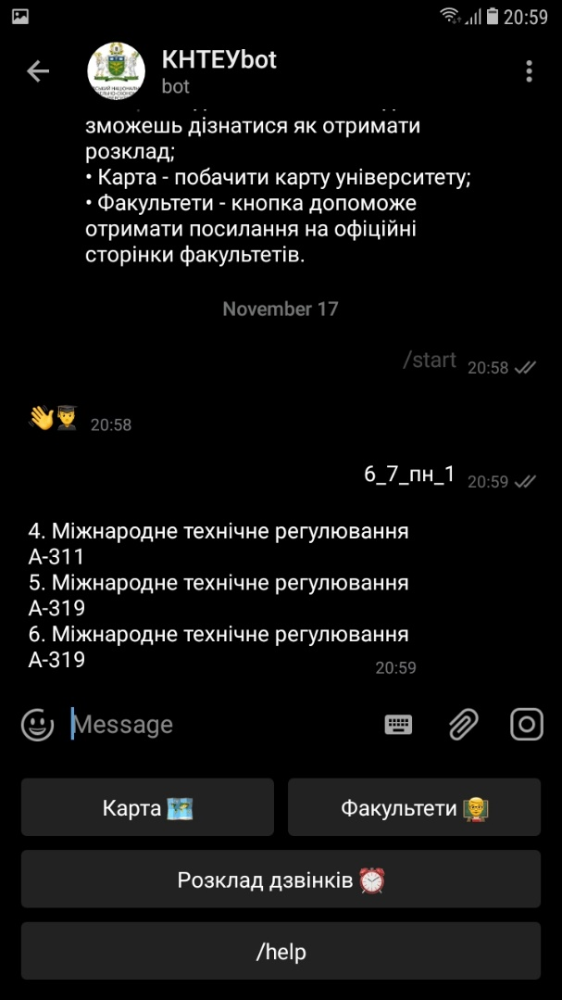 20:59
КНТЕУbot
bot
зможешь дізнатися як отримати
розклад;
• Карта - побачити карту університету;
• Факультети - кнопка допоможе
отримати посилання на офіційні
сторінки факультетів.
November 17
/start 20:58
👋👨‍🎓 20:58
6_7_пн_1 20:59
4. Міжнародне технічне регулювання
А-311
5. Міжнародне технічне регулювання
А-319
6. Міжнародне технічне регулювання
А-319
20:59
Message
Карта 🗺️
Факультети 👨‍🏫
Розклад дзвінків ⏰
/help